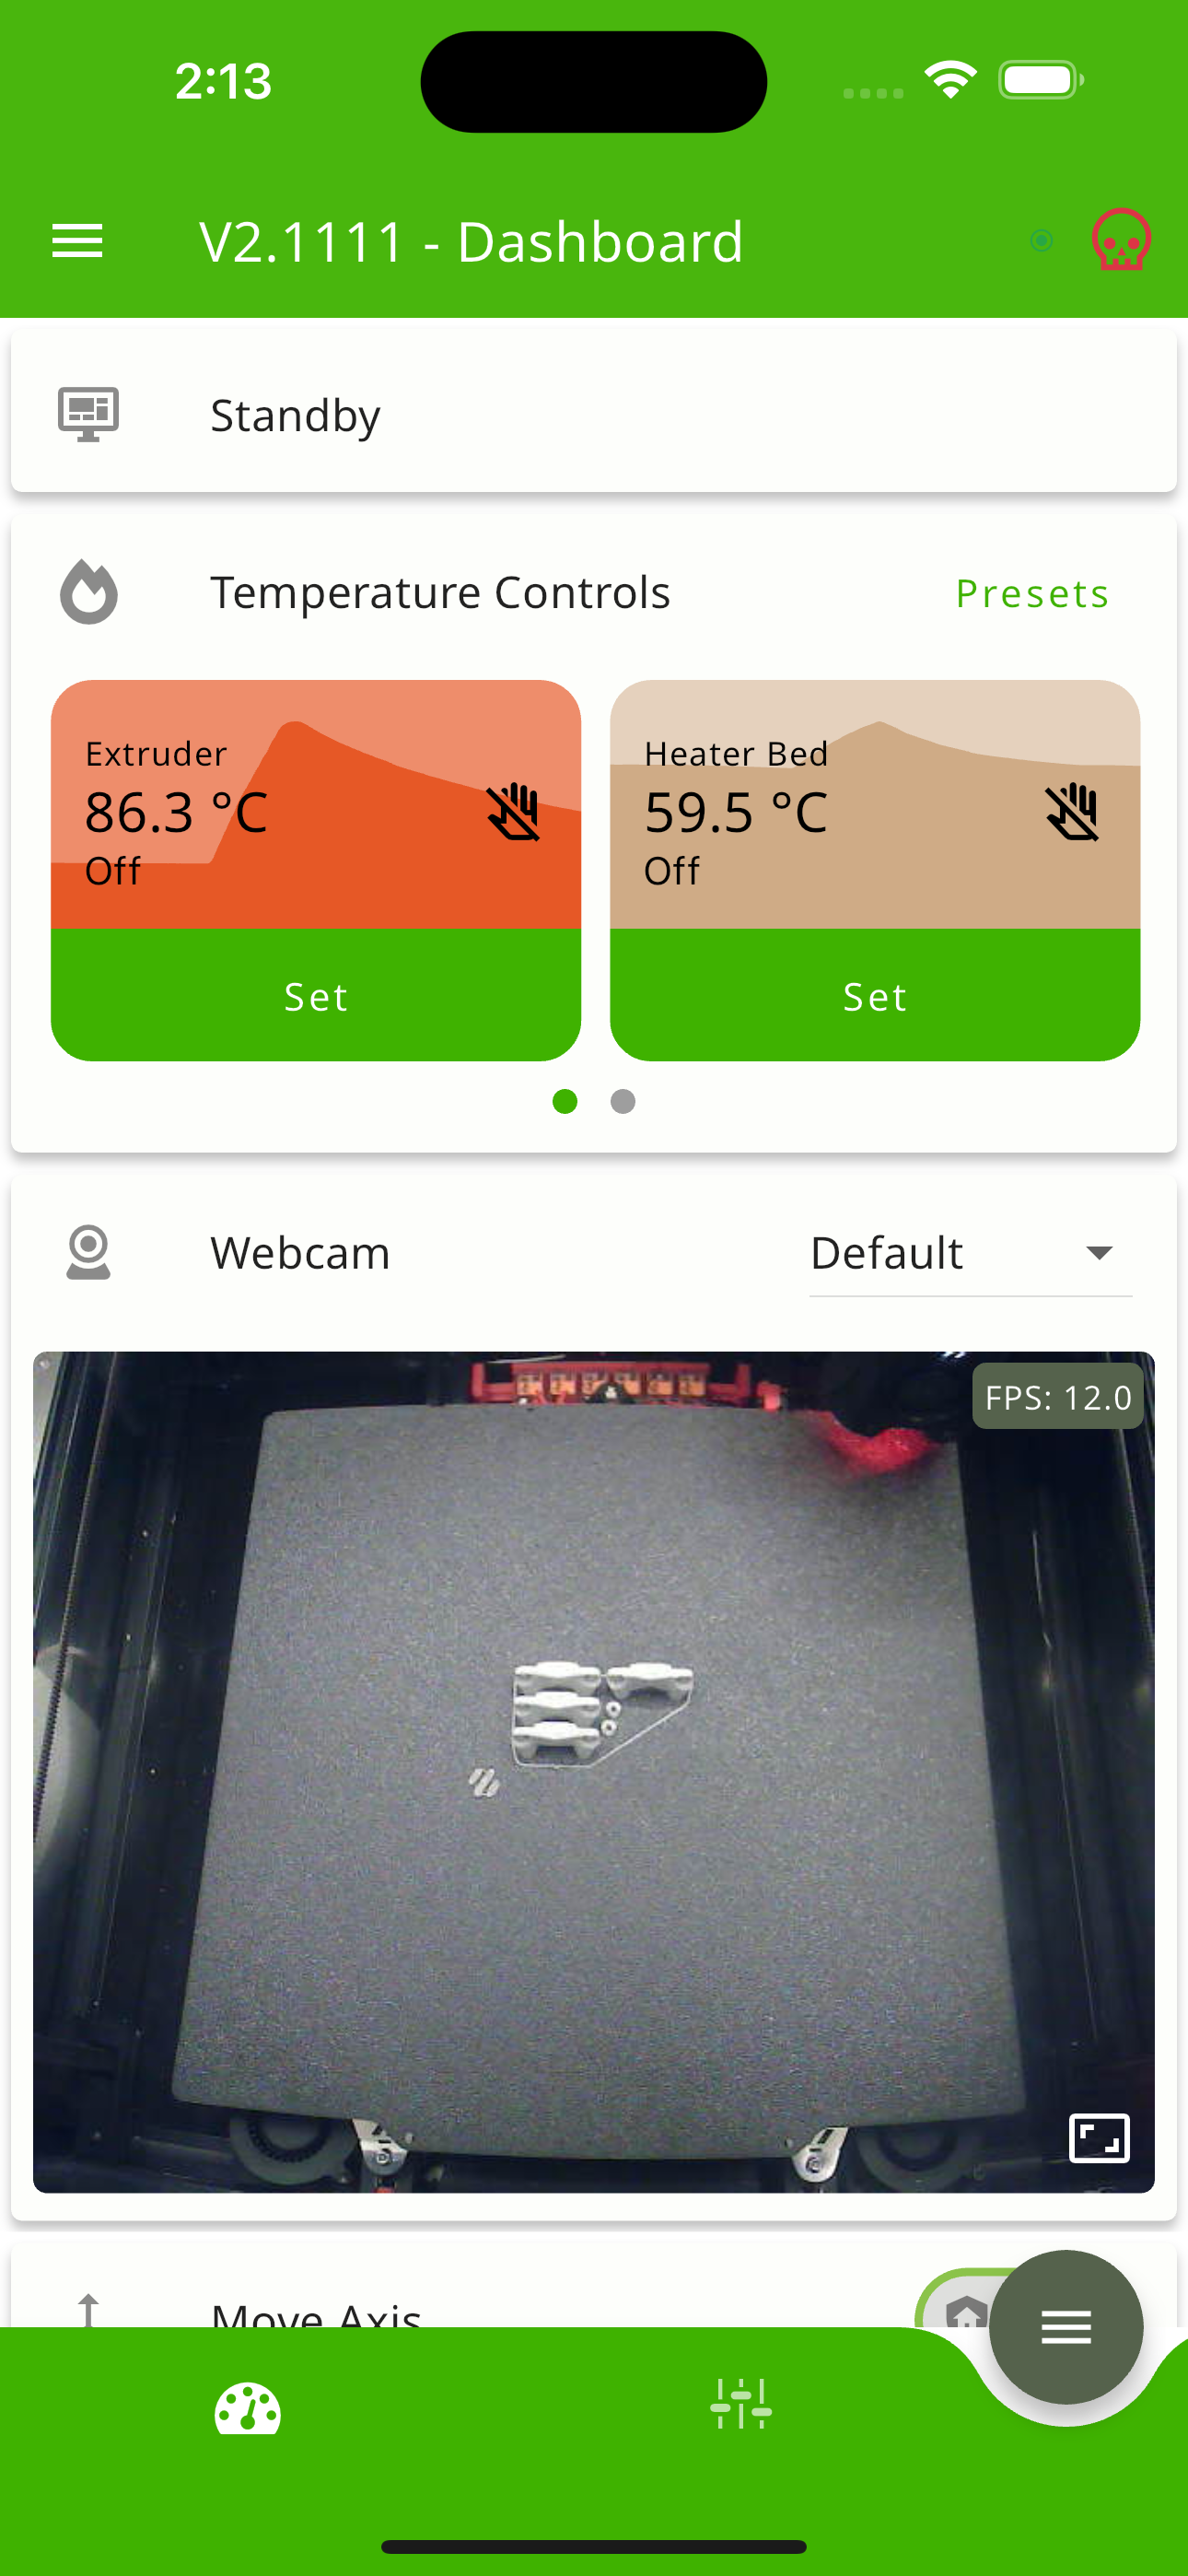 2:13
V2.1111 - Dashboard
Standby
Temperature Controls
Presets
Extruder
86.3 °C
Off
Set
Heater Bed
59.5 °C
Off
Set
Webcam
Default
FPS: 12.0
Move Axis